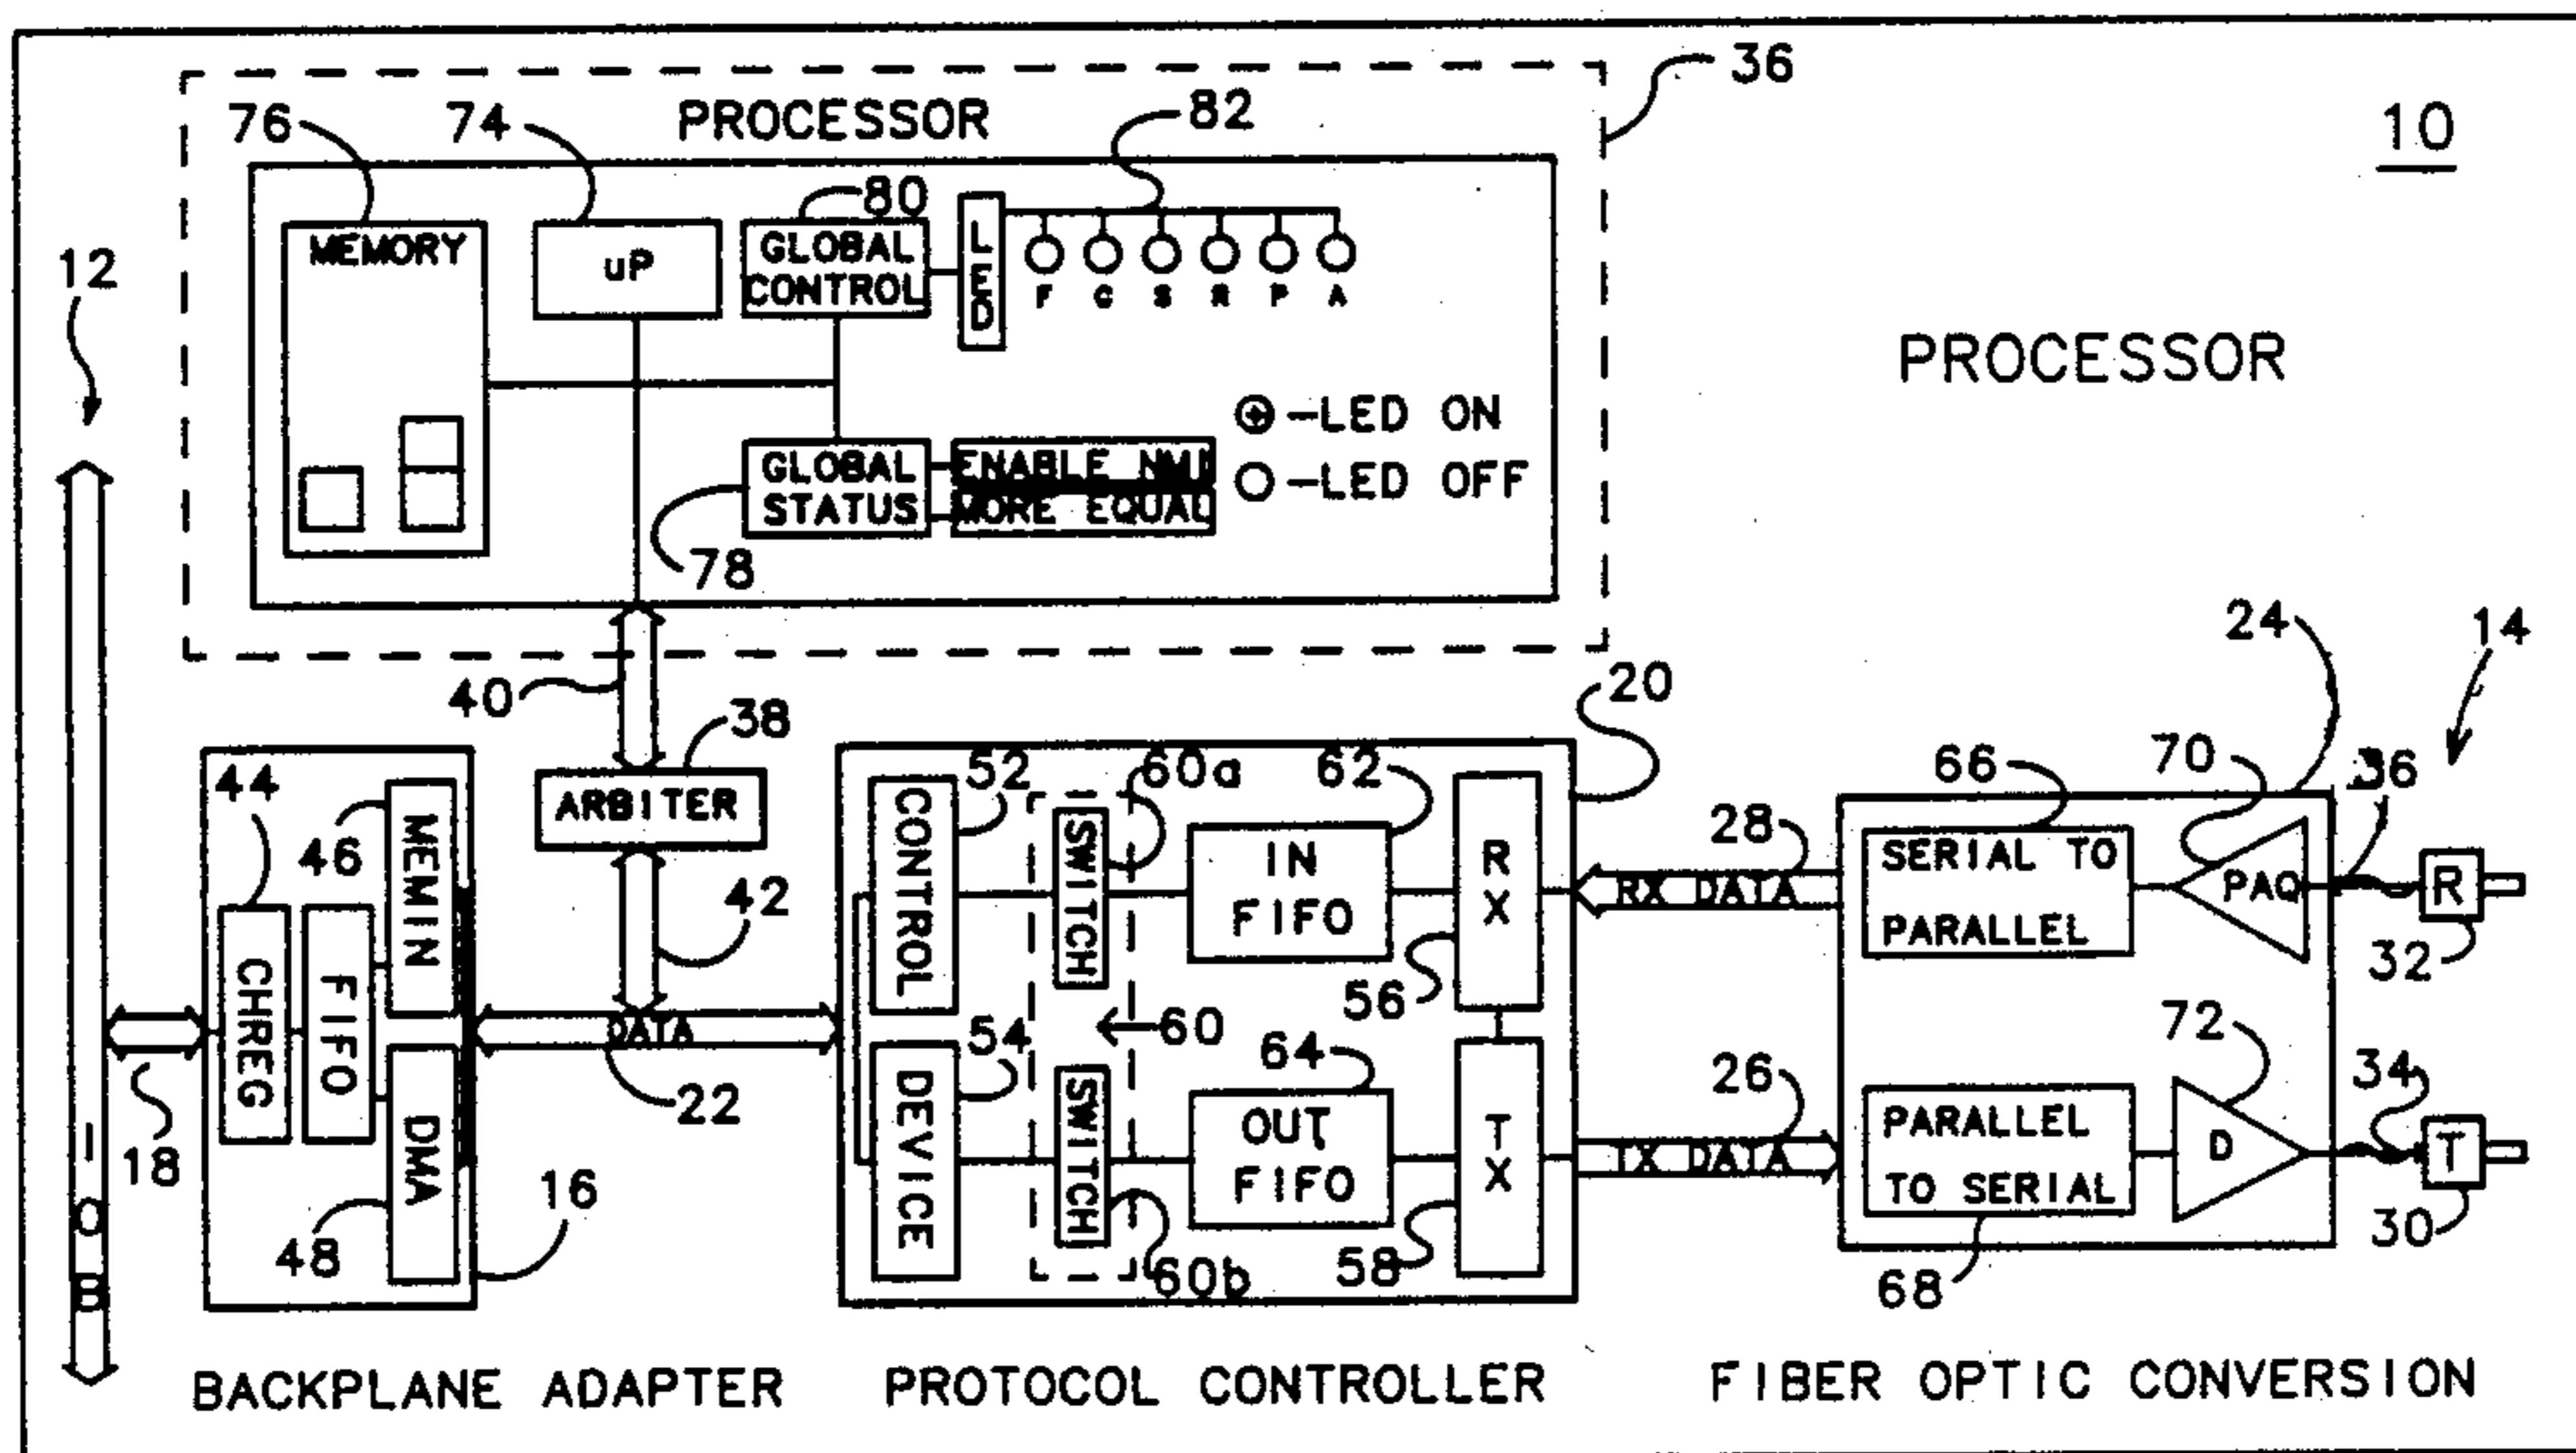 36
10
PROCESSOR
76
74
82
80
MEMORY
uP
GLOBAL
CONTROL
LED
F C S R P A
12
PROCESSOR
⊕-LED ON
○-LED OFF
GLOBAL
STATUS
ENABLE NMI
MORE EQUAL
78
24
14
40
20
38
ARBITER
44
46
MEMIN
CHREG
FIFO
DMA
48
16
18
42
DATA
22
52
60a
62
CONTROL
SWITCH
IN
FIFO
RX
56
54
60
64
DEVICE
SWITCH
OUT
FIFO
TX
58
60b
28
RX DATA
26
TX DATA
66
70
36
SERIAL TO
PARALLEL
PAQ
R
32
72
34
PARALLEL
TO SERIAL
D
T
30
68
IOB
BACKPLANE ADAPTER
PROTOCOL CONTROLLER
FIBER OPTIC CONVERSION